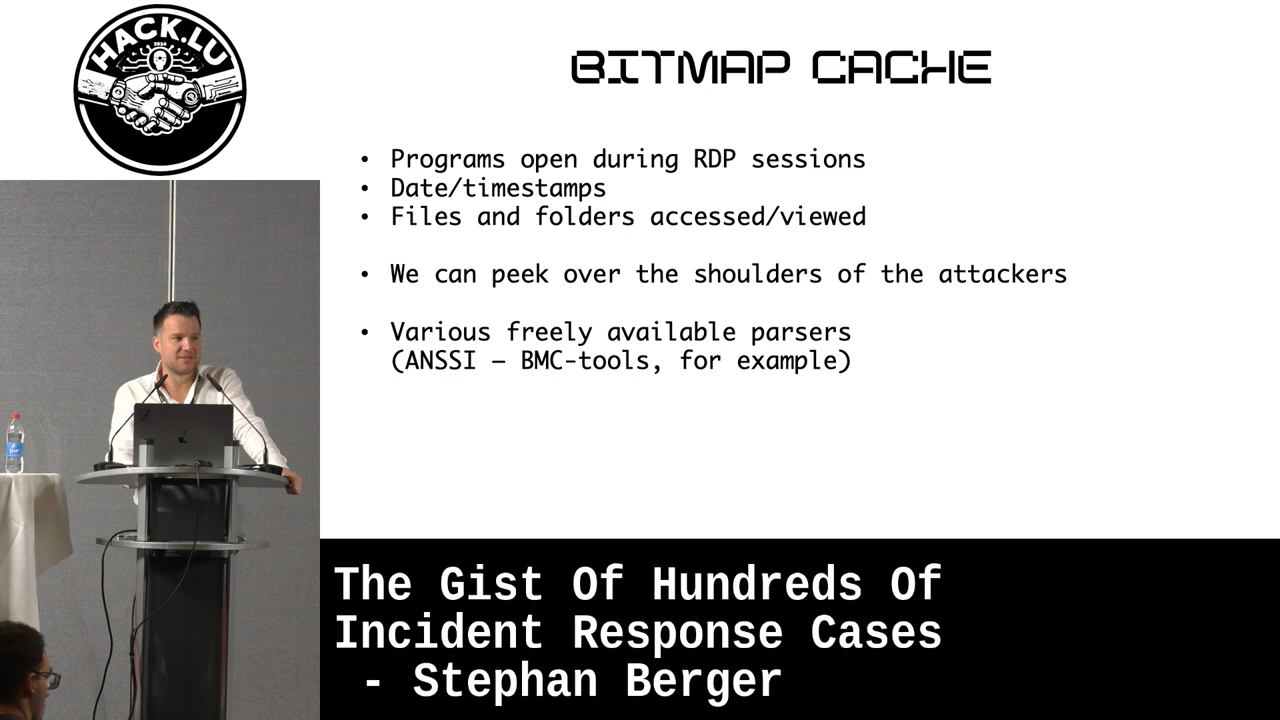 HACK.LU
2024
BITMAP CACHE
• Programs open during RDP sessions
• Date/timestamps
• Files and folders accessed/viewed
• We can peek over the shoulders of the attackers
• Various freely available parsers
(ANSSI – BMC-tools, for example)
The Gist Of Hundreds Of
Incident Response Cases
- Stephan Berger